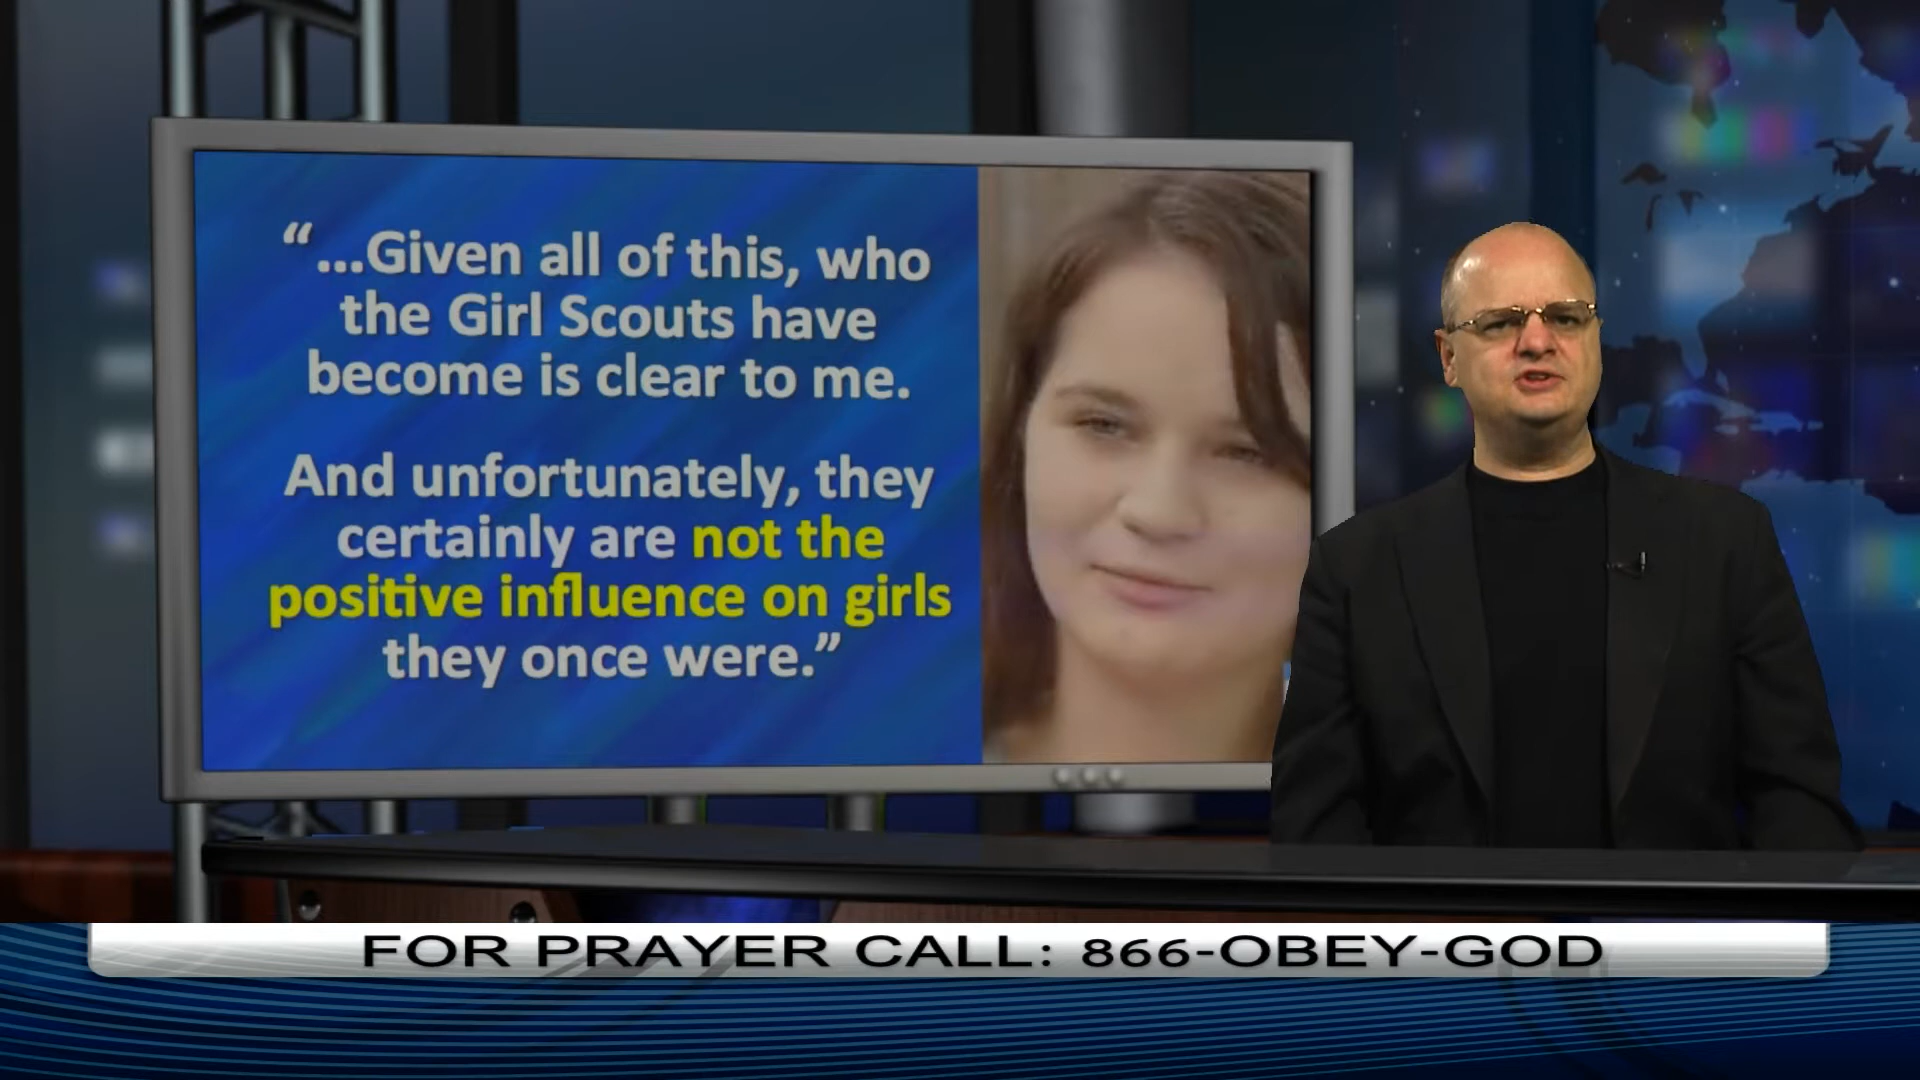 “...Given all of this, who
the Girl Scouts have
become is clear to me.
And unfortunately, they
certainly are not the
positive influence on girls
they once were.”
FOR PRAYER CALL: 866-OBEY-GOD